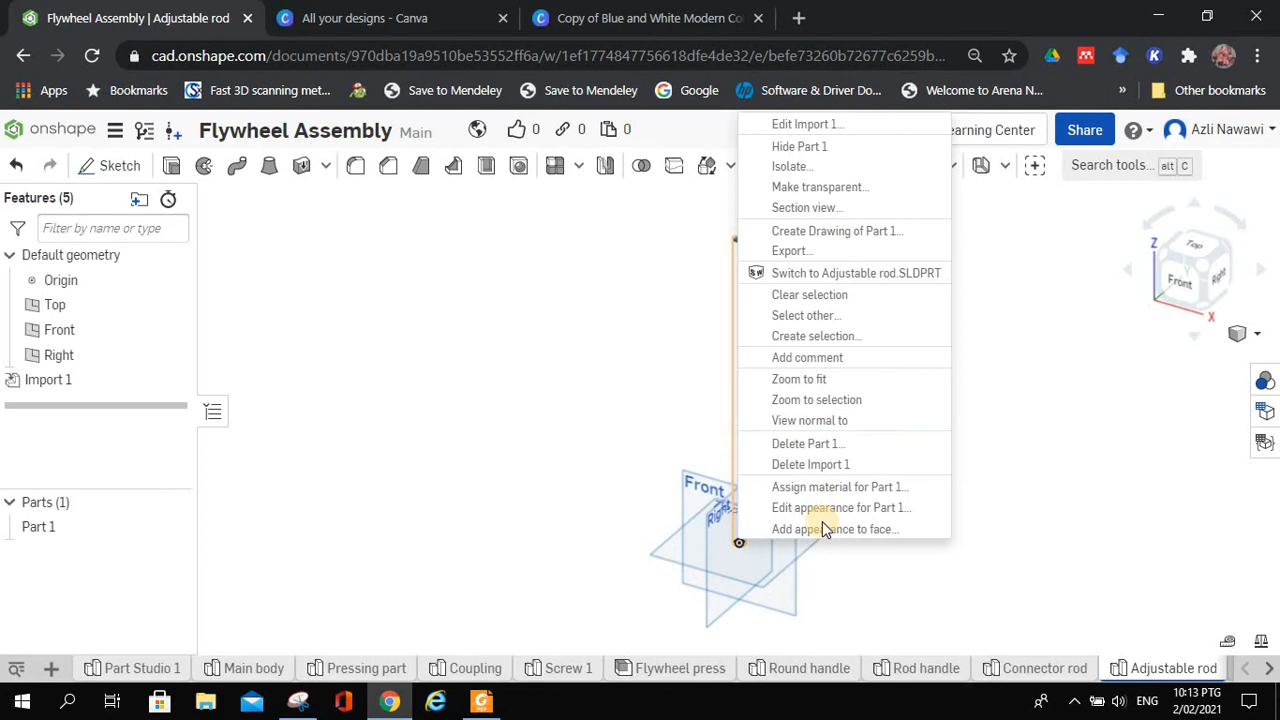 Flywheel Assembly | Adjustable rod
All your designs - Canva
Copy of Blue and White Modern Co
cad.onshape.com/documents/970dba19a9510be53552ff6a/w/1ef1774847756618dfe4de32/e/befe73260b72677c6259b...
Apps Bookmarks Fast 3D scanning met... Save to Mendeley Save to Mendeley Google Software & Driver Do... Welcome to Arena N... » Other bookmarks
onshape Flywheel Assembly Main 0 0 0 earning Center Share Azli Nawawi
Sketch Search tools... alt C
Features (5)
Filter by name or type
Default geometry
Origin
Top
Front
Right
Import 1
Parts (1)
Part 1
Edit Import 1...
Hide Part 1
Isolate...
Make transparent...
Section view...
Create Drawing of Part 1...
Export...
SW Switch to Adjustable rod.SLDPRT
Clear selection
Select other...
Create selection...
Add comment
Zoom to fit
Zoom to selection
View normal to
Delete Part 1...
Delete Import 1
Assign material for Part 1...
Edit appearance for Part 1...
Add appearance to face...
Front
Z
Top
Front
Right
X
Part Studio 1 Main body Pressing part Coupling Screw 1 Flywheel press Round handle Rod handle Connector rod Adjustable rod
ENG
10:13 PTG
2/02/2021